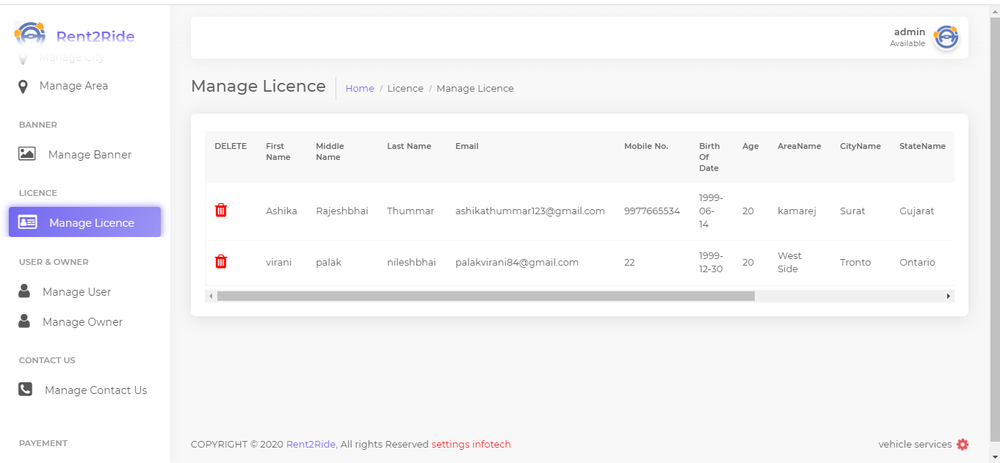 Rent2Ride
Manage City
Manage Area
BANNER
Manage Banner
LICENCE
Manage Licence
USER & OWNER
Manage User
Manage Owner
CONTACT US
Manage Contact Us
PAYEMENT
admin
Available
Manage Licence
Home / Licence / Manage Licence
DELETE First Middle Last Name Email Mobile No. Birth Age AreaName CityName StateName
Name Name Of
Date
1999-
Ashika Rajeshbhai Thummar ashikathummar123@gmail.com 9977665534 06- 20 kamarej Surat Gujarat
14
1999- West
virani palak nileshbhai palakvirani84@gmail.com 22 20 Tronto Ontario
12-30 Side
COPYRIGHT © 2020 Rent2Ride, All rights Reserved settings infotech
vehicle services